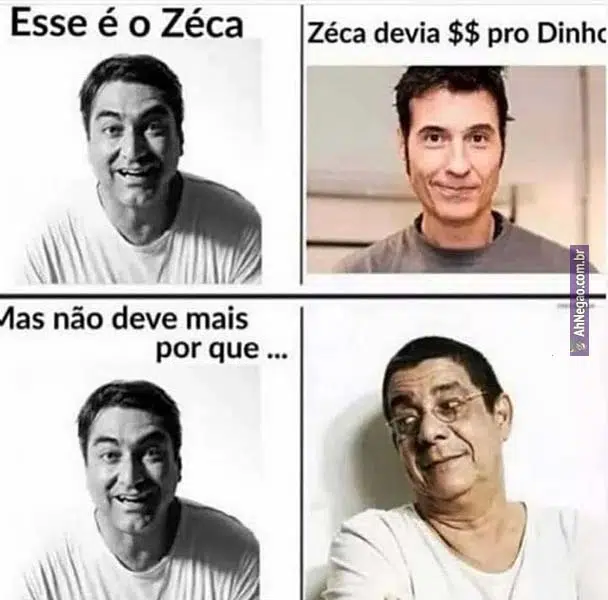 Esse é o Zéca
Zéca devia $$ pro Dinho
Mas não deve mais
por que ...
AhNegao.com.br